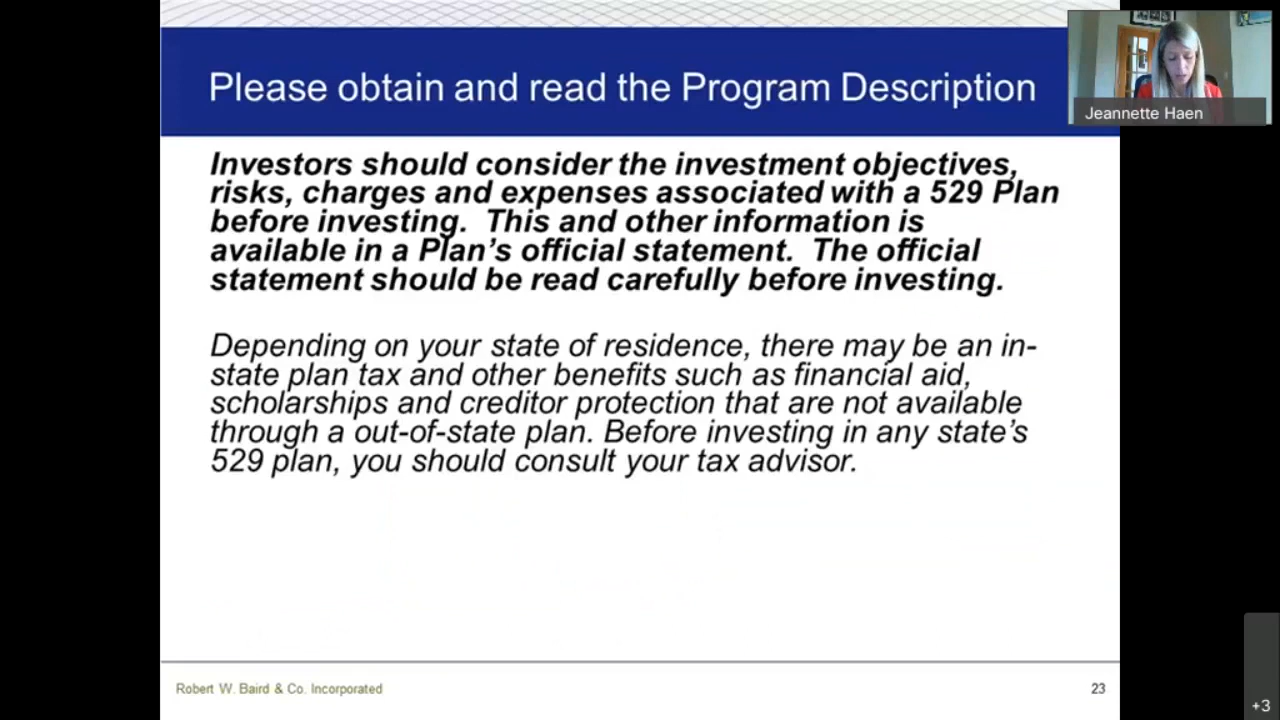 Please obtain and read the Program Description
Jeannette Haen
Investors should consider the investment objectives,
risks, charges and expenses associated with a 529 Plan
before investing.  This and other information is
available in a Plan's official statement.  The official
statement should be read carefully before investing.
Depending on your state of residence, there may be an in-
state plan tax and other benefits such as financial aid,
scholarships and creditor protection that are not available
through a out-of-state plan. Before investing in any state's
529 plan, you should consult your tax advisor.
Robert W. Baird & Co. Incorporated
23
+3